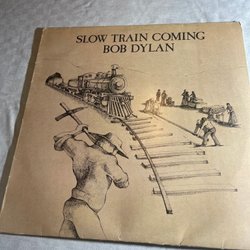 SLOW TRAIN COMING
BOB DYLAN